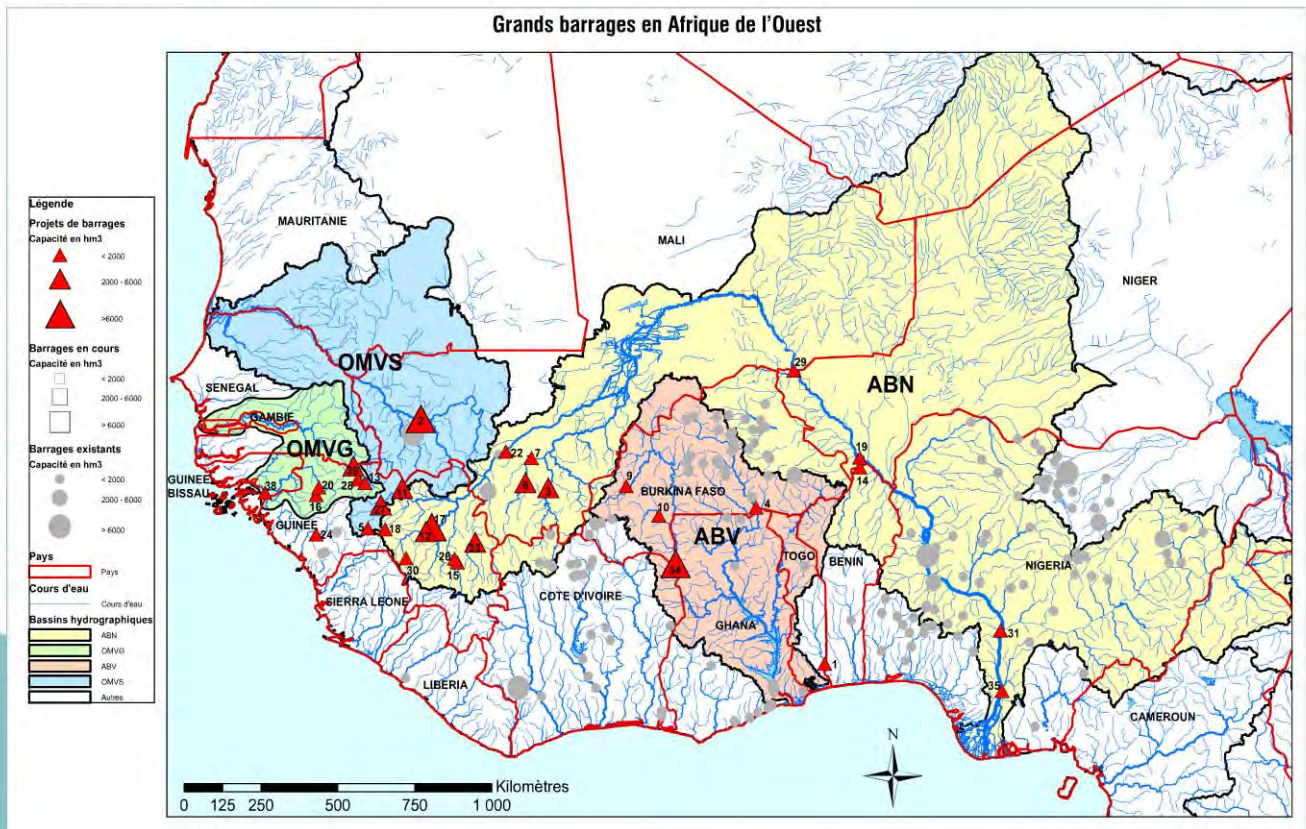 Grands barrages en Afrique de l'Ouest
Légende
Projets de barrages
Capacité en hm3
< 2000
2000 - 6000
>6000
Barrages en cours
Capacité en hm3
< 2000
2000 - 6000
> 6000
Barrages existants
Capacité en hm3
< 2000
2000 - 6000
> 6000
Pays
Pays
Cours d'eau
Cours d'eau
Bassins hydrographiques
ABN
OMVG
ABV
OMVS
Autres
MAURITANIE
MALI
NIGER
OMVS
29
ABN
SENEGAL
GAMBIE
OMVG
22
7
19
14
GUINEE
BISSAU
38
20
16
28
9
BURKINA FASO
10
4
GUINEE
24
5
18
17
12
ABV
TOGO
BENIN
NIGERIA
30
26
15
34
SIERRA LEONE
COTE D'IVOIRE
GHANA
31
LIBERIA
1
35
CAMEROUN
N
Kilomètres
0 125 250 500 750 1 000